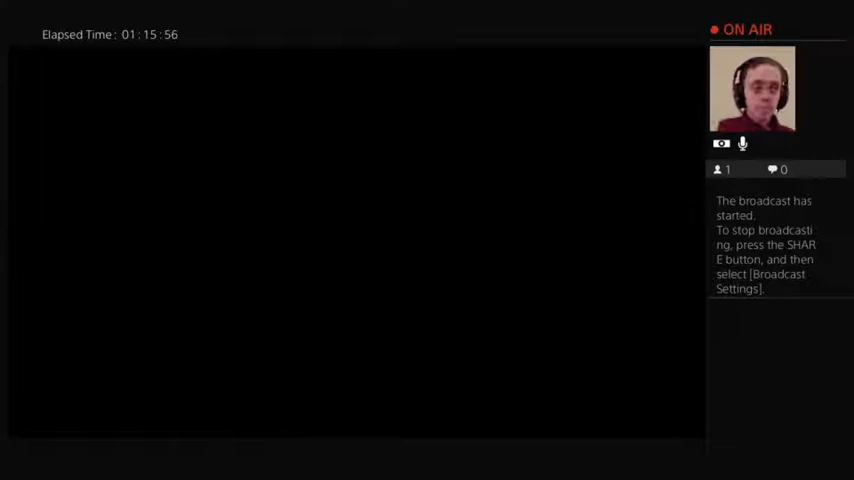 Elapsed Time: 01:15:56
ON AIR
1 0
The broadcast has
started.
To stop broadcasti
ng, press the SHAR
E button, and then
select [Broadcast
Settings].